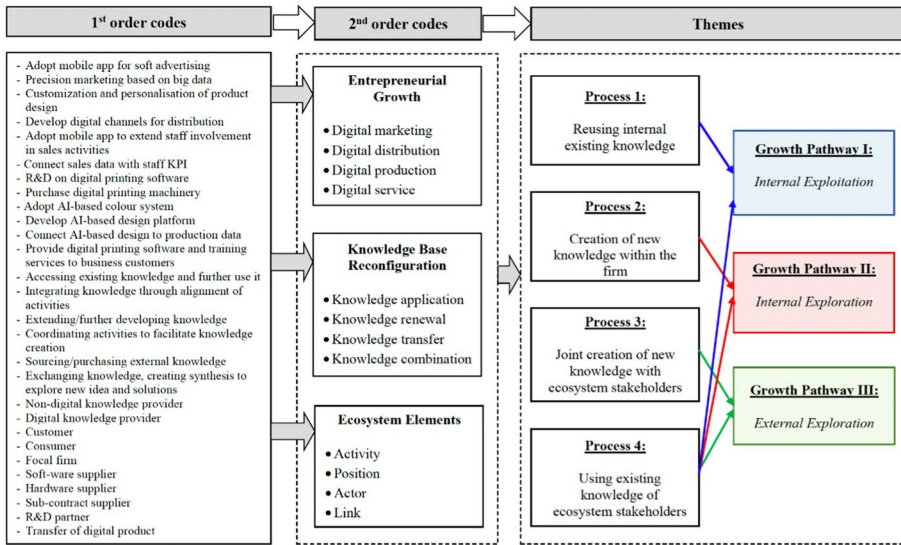 1st order codes
2nd order codes
Themes
- Adopt mobile app for soft advertising
- Precision marketing based on big data
- Customization and personalisation of product
design
- Develop digital channels for distribution
- Adopt mobile app to extend staff involvement
in sales activities
- Connect sales data with staff KPI
- R&D on digital printing software
- Purchase digital printing machinery
- Adopt AI-based colour system
- Develop AI-based design platform
- Connect AI-based design to production data
- Provide digital printing software and training
services to business customers
- Accessing existing knowledge and further use it
- Integrating knowledge through alignment of
activities
- Extending/further developing knowledge
- Coordinating activities to facilitate knowledge
creation
- Sourcing/purchasing external knowledge
- Exchanging knowledge, creating synthesis to
explore new idea and solutions
- Non-digital knowledge provider
- Digital knowledge provider
- Customer
- Consumer
- Focal firm
- Soft-ware supplier
- Hardware supplier
- Sub-contract supplier
- R&D partner
- Transfer of digital product
Entrepreneurial
Growth
• Digital marketing
• Digital distribution
• Digital production
• Digital service
Knowledge Base
Reconfiguration
• Knowledge application
• Knowledge renewal
• Knowledge transfer
• Knowledge combination
Ecosystem Elements
• Activity
• Position
• Actor
• Link
Process 1:
Reusing internal
existing knowledge
Process 2:
Creation of new
knowledge within the
firm
Process 3:
Joint creation of new
knowledge with
ecosystem stakeholders
Process 4:
Using existing
knowledge of
ecosystem stakeholders
Growth Pathway I:
Internal Exploitation
Growth Pathway II:
Internal Exploration
Growth Pathway III:
External Exploration